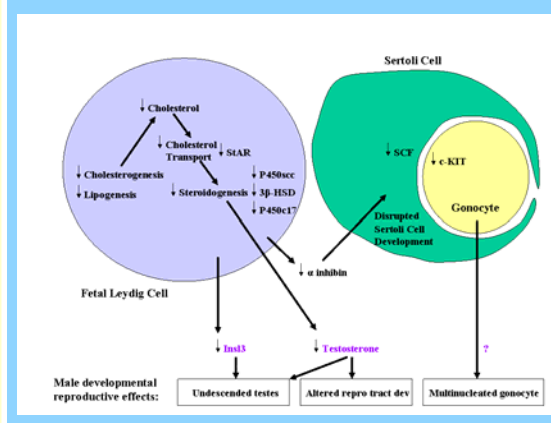 Sertoli Cell
↓ Cholesterol
↓ Cholesterol Transport
↓ StAR
↓ SCF
↓ c-KIT
↓ Cholesterogenesis
↓ P450scc
↓ Lipogenesis
↓ Steroidogenesis
↓ 3β-HSD
↓ P450c17
Gonocyte
Disrupted
Sertoli Cell
Development
↓ α inhibin
Fetal Leydig Cell
↓ Insl3
↓ Testosterone
?
Male developmental
reproductive effects:
Undescended testes
Altered repro tract dev
Multinucleated gonocyte